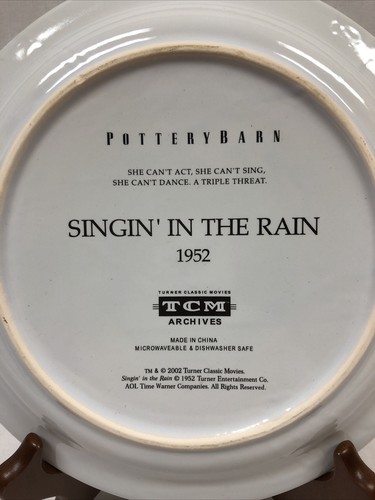 POTTERYBARN
SHE CAN'T ACT, SHE CAN'T SING,
SHE CAN'T DANCE. A TRIPLE THREAT.
SINGIN' IN THE RAIN
1952
TURNER CLASSIC MOVIES
TCM
ARCHIVES
MADE IN CHINA
MICROWAVEABLE & DISHWASHER SAFE
TM & © 2002 Turner Classic Movies.
Singin' in the Rain © 1952 Turner Entertainment Co.
AOL Time Warner Companies. All Rights Reserved.